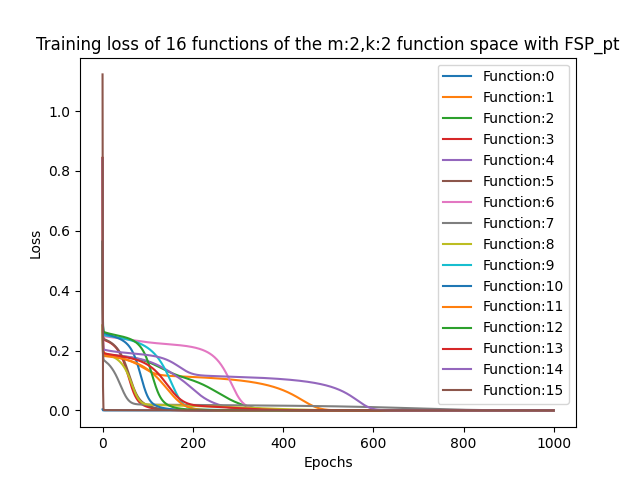 Training loss of 16 functions of the m:2,k:2 function space with FSP_pt
Loss
1.0
0.8
0.6
0.4
0.2
0.0
Function:0
Function:1
Function:2
Function:3
Function:4
Function:5
Function:6
Function:7
Function:8
Function:9
Function:10
Function:11
Function:12
Function:13
Function:14
Function:15
0 200 400 600 800 1000
Epochs